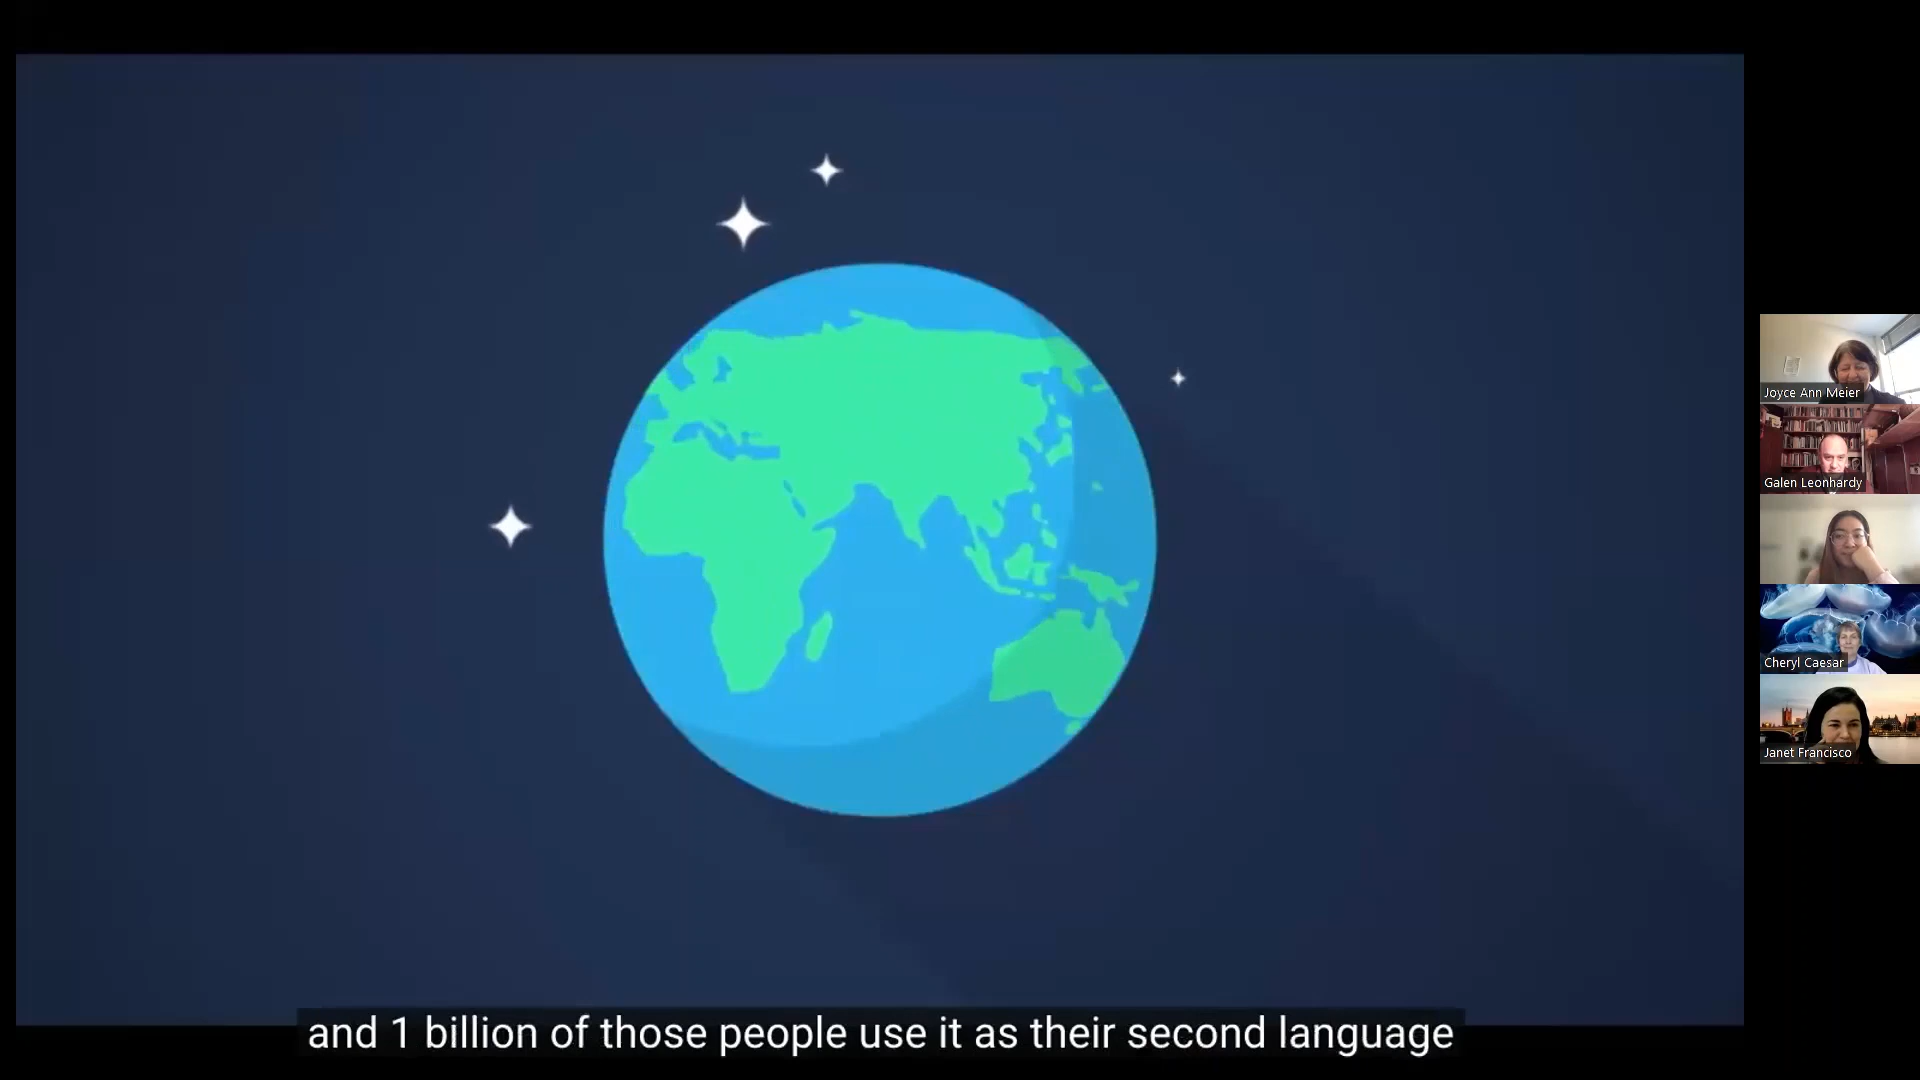 Joyce Ann Meier
Galen Leonhardy
Cheryl Caesar
Janet Francisco
and 1 billion of those people use it as their second language